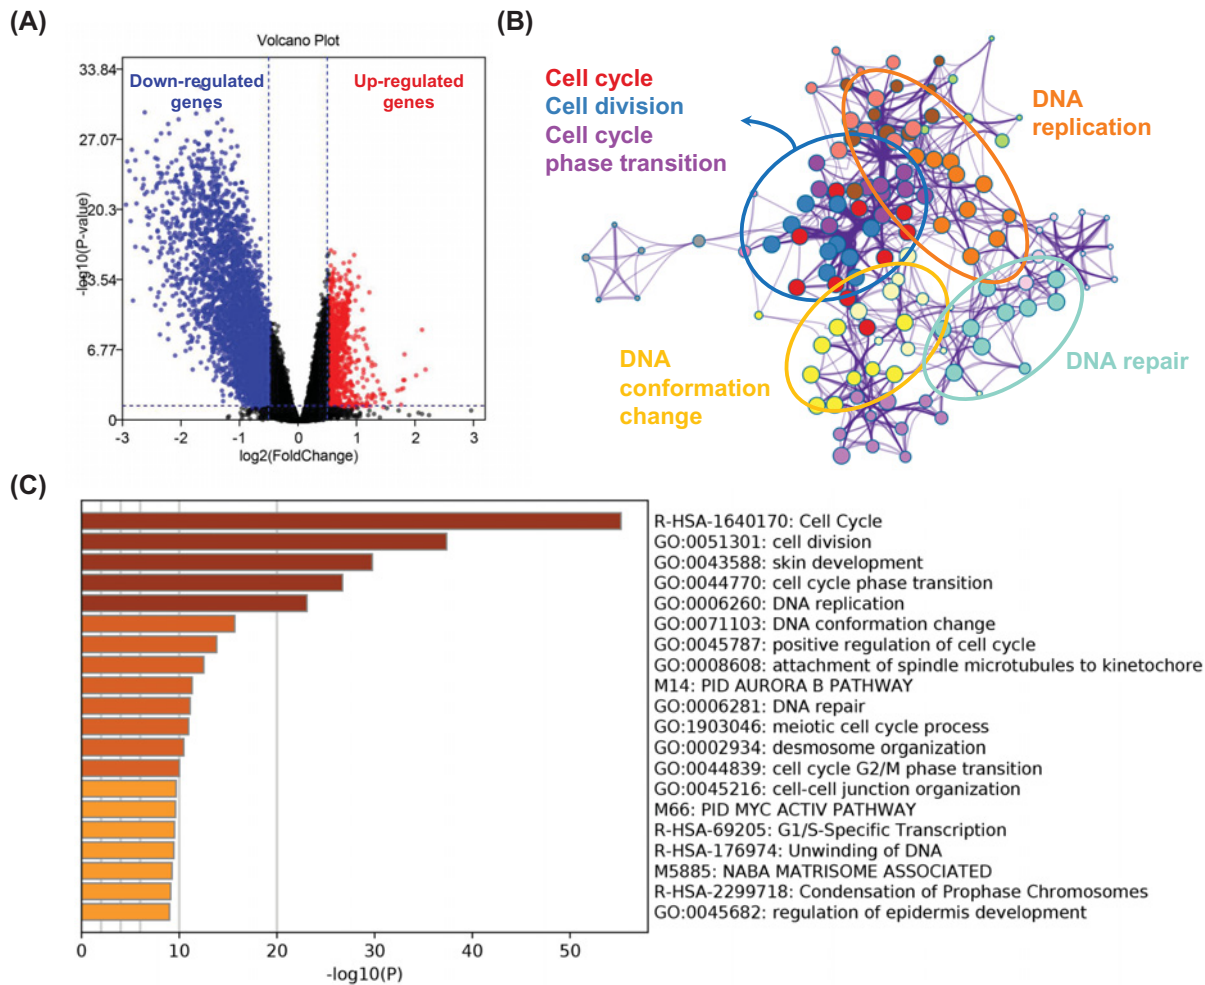 (A)
Volcano Plot
33.84
27.07
20.3
13.54
6.77
0
-log10(P-value)
Down-regulated
genes
Up-regulated
genes
-3
-2
-1
0
1
2
3
log2(FoldChange)
(B)
Cell cycle
Cell division
Cell cycle
phase transition
DNA
replication
DNA
conformation
change
DNA repair
(C)
R-HSA-1640170: Cell Cycle
GO:0051301: cell division
GO:0043588: skin development
GO:0044770: cell cycle phase transition
GO:0006260: DNA replication
GO:0071103: DNA conformation change
GO:0045787: positive regulation of cell cycle
GO:0008608: attachment of spindle microtubules to kinetochore
M14: PID AURORA B PATHWAY
GO:0006281: DNA repair
GO:1903046: meiotic cell cycle process
GO:0002934: desmosome organization
GO:0044839: cell cycle G2/M phase transition
GO:0045216: cell-cell junction organization
M66: PID MYC ACTIV PATHWAY
R-HSA-69205: G1/S-Specific Transcription
R-HSA-176974: Unwinding of DNA
M5885: NABA MATRISOME ASSOCIATED
R-HSA-2299718: Condensation of Prophase Chromosomes
GO:0045682: regulation of epidermis development
0
10
20
30
40
50
-log10(P)